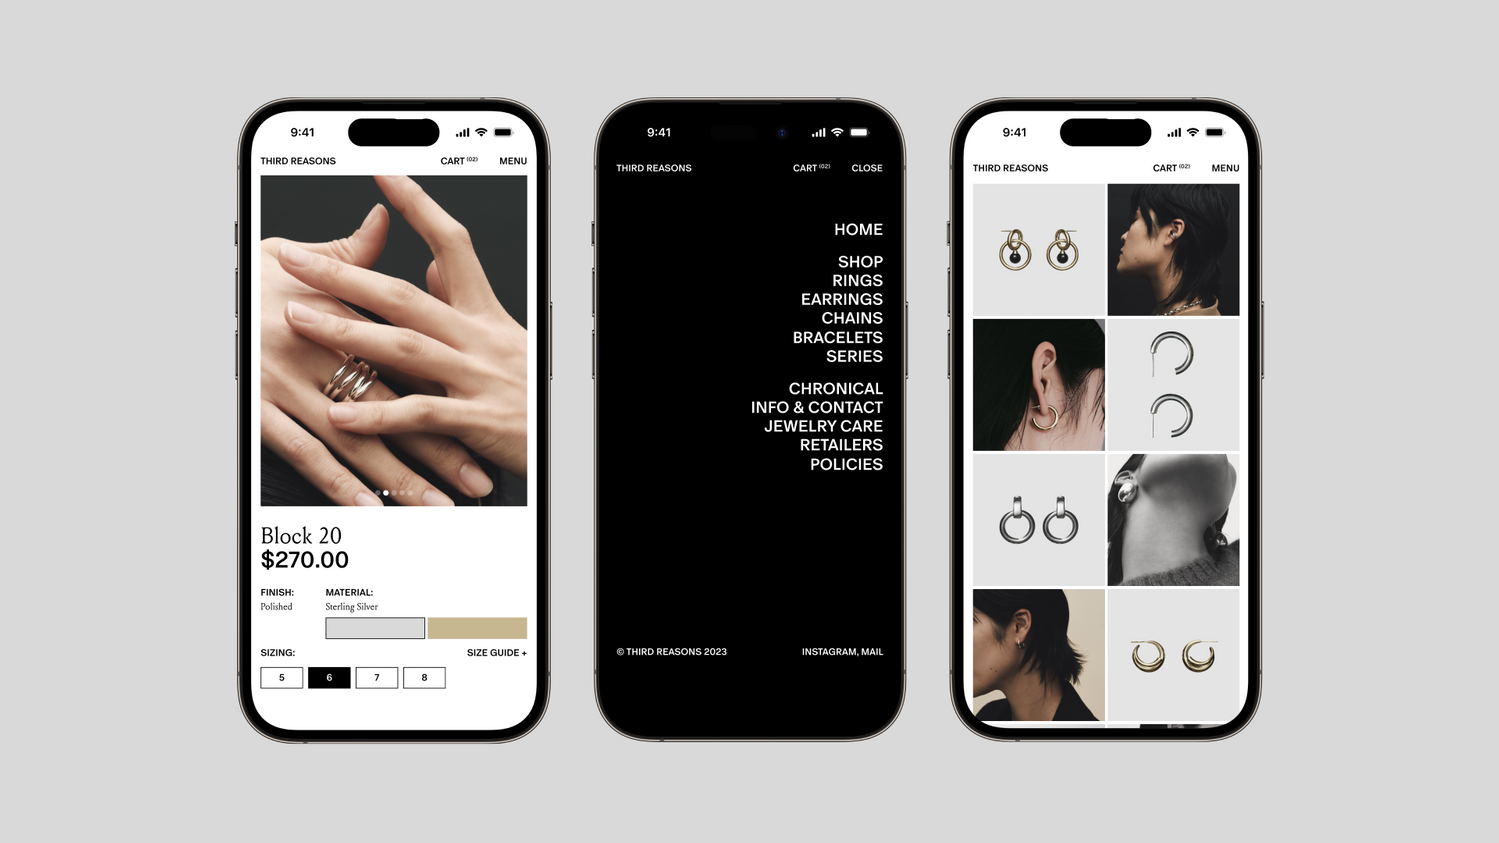 9:41
THIRD REASONS CART (02) MENU
Block 20
$270.00
FINISH: MATERIAL:
Polished Sterling Silver
SIZING: SIZE GUIDE +
5 6 7 8
9:41
THIRD REASONS CART (02) CLOSE
HOME
SHOP
RINGS
EARRINGS
CHAINS
BRACELETS
SERIES
CHRONICAL
INFO & CONTACT
JEWELRY CARE
RETAILERS
POLICIES
© THIRD REASONS 2023 INSTAGRAM, MAIL
9:41
THIRD REASONS CART (02) MENU